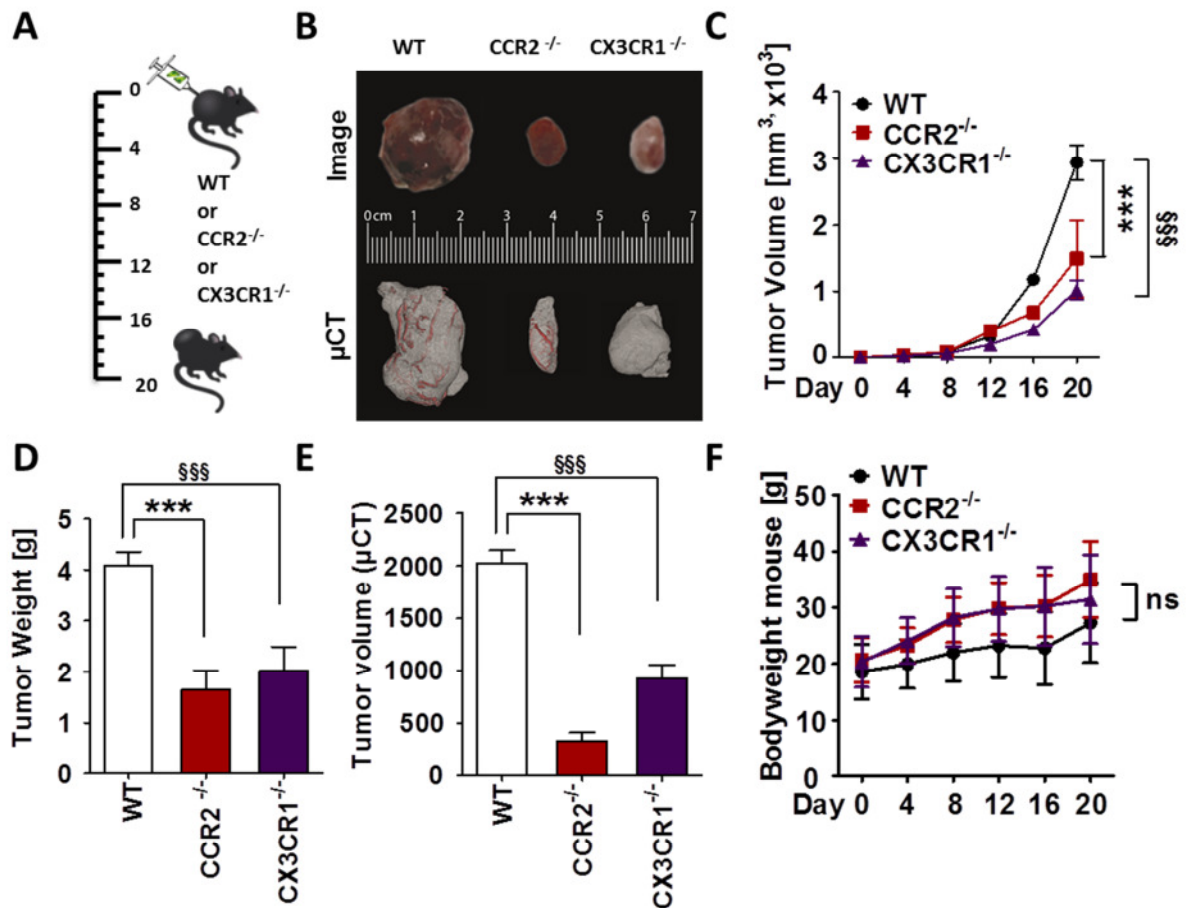 A
0
4
8
12
16
20
WT
or
CCR2-/-
or
CX3CR1-/-
B
WT CCR2 -/- CX3CR1 -/-
Image
0cm 1 2 3 4 5 6 7
µCT
C
WT
CCR2-/-
CX3CR1-/-
Tumor Volume [mm3, x103]
4
3
2
1
0
Day 0 4 8 12 16 20
***
§§§
D
§§§
***
Tumor Weight [g]
5
4
3
2
1
0
WT
CCR2-/-
CX3CR1-/-
E
§§§
***
Tumor volume (µCT)
2500
2000
1500
1000
500
0
WT
CCR2-/-
CX3CR1-/-
F
WT
CCR2-/-
CX3CR1-/-
Bodyweight mouse [g]
50
40
30
20
10
0
Day 0 4 8 12 16 20
ns